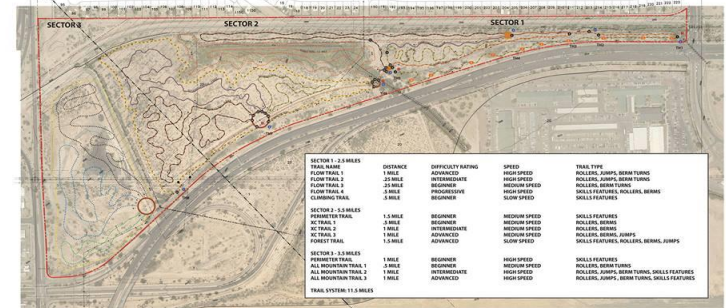 SECTOR 3
SECTOR 2
SECTOR 1
SECTOR 1 - 2.5 MILES
TRAIL NAME DISTANCE DIFFICULTY RATING SPEED TRAIL TYPE
FLOW TRAIL 1 1 MILE ADVANCED HIGH SPEED ROLLERS, JUMPS, BERM TURNS
FLOW TRAIL 2 .25 MILE INTERMEDIATE HIGH SPEED ROLLERS, JUMPS, BERM TURNS
FLOW TRAIL 3 .25 MILE BEGINNER MEDIUM SPEED ROLLERS, BERM TURNS
FLOW TRAIL 4 .5 MILE PROGRESSIVE HIGH SPEED SKILLS FEATURES, ROLLERS, BERMS
CLIMBING TRAIL .5 MILE BEGINNER SLOW SPEED SKILLS FEATURES
SECTOR 2 - 5.5 MILES
PERIMETER TRAIL 1.5 MILE BEGINNER MEDIUM SPEED SKILLS FEATURES
XC TRAIL 1 .5 MILE BEGINNER MEDIUM SPEED ROLLERS, BERMS
XC TRAIL 2 1 MILE INTERMEDIATE MEDIUM SPEED ROLLERS, BERMS
XC TRAIL 3 1 MILE ADVANCED MEDIUM SPEED ROLLERS, BERMS, JUMPS
FOREST TRAIL 1.5 MILE ADVANCED SLOW SPEED SKILLS FEATURES, ROLLERS, BERMS, JUMPS
SECTOR 3 - 3.5 MILES
PERIMETER TRAIL 1 MILE BEGINNER HIGH SPEED SKILLS FEATURES
ALL MOUNTAIN TRAIL 1 .5 MILE BEGINNER MEDIUM SPEED ROLLERS, BERM TURNS
ALL MOUNTAIN TRAIL 2 1 MILE INTERMEDIATE HIGH SPEED ROLLERS, JUMPS, BERM TURNS, SKILLS FEATURES
ALL MOUNTAIN TRAIL 3 1 MILE ADVANCED HIGH SPEED ROLLERS, JUMPS , BERM TURNS, SKILLS FEATURES
TRAIL SYSTEM: 11.5 MILES